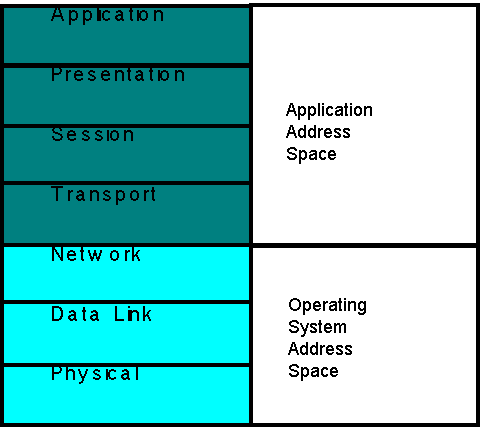 Application
Presentation
Session
Transport
Network
Data Link
Physical
Application
Address
Space
Operating
System
Address
Space